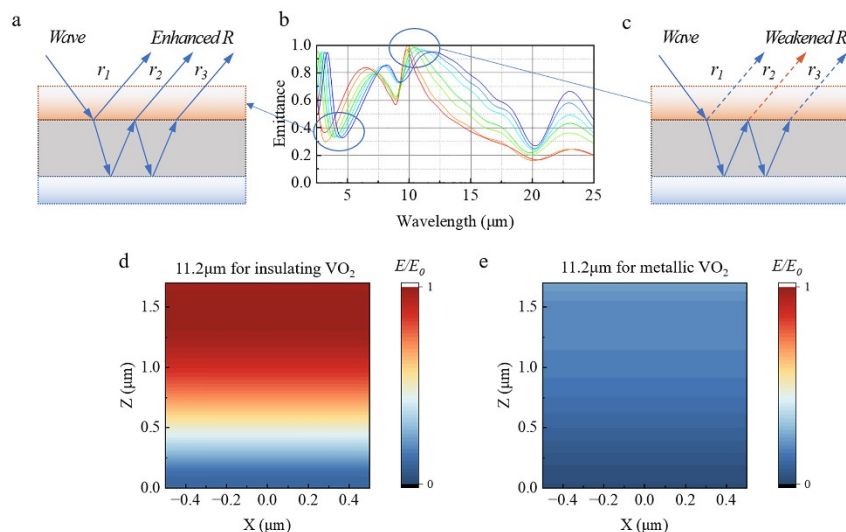 a
Wave
Enhanced R
r1
r2
r3
b
Emittance
1.0
0.8
0.6
0.4
0.2
0.0
5
10
15
20
25
Wavelength (μm)
c
Wave
Weakened R
r1
r2
r3
d
11.2μm for insulating VO2
E/E0
1
0
Z (μm)
1.5
1.0
0.5
0.0
−0.4
−0.2
0.0
0.2
0.4
X (μm)
e
11.2μm for metallic VO2
E/E0
1
0
Z (μm)
1.5
1.0
0.5
0.0
−0.4
−0.2
0.0
0.2
0.4
X (μm)